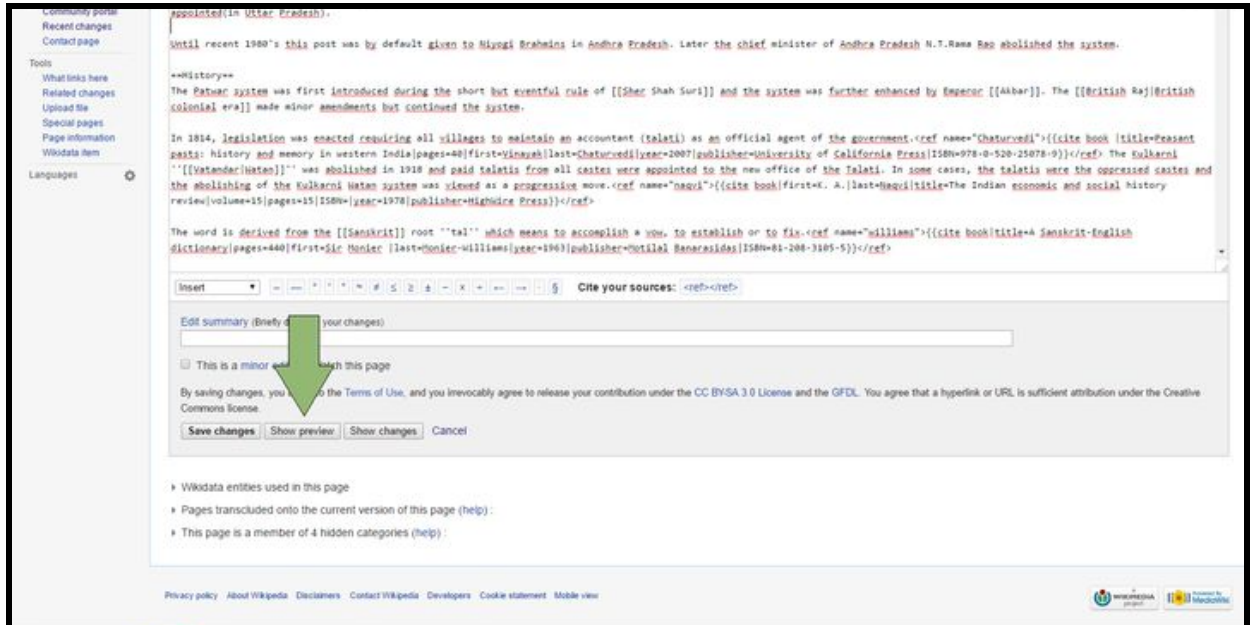 Community portal
Recent changes
Contact page
Tools
What links here
Related changes
Upload file
Special pages
Page information
Wikidata item
Languages
appointed(in Uttar Pradesh).
Until recent 1980's this post was by default given to Niyogi Brahmins in Andhra Pradesh. Later the chief minister of Andhra Pradesh N.T.Rama Rao abolished the system.
==History==
The Patwar system was first introduced during the short but eventful rule of [[Sher Shah Suri]] and the system was further enhanced by Emperor [[Akbar]]. The [[British Raj|British
colonial era]] made minor amendments but continued the system.
In 1814, legislation was enacted requiring all villages to maintain an accountant (talati) as an official agent of the government.<ref name="Chaturvedi">{{cite book |title=Peasant
pasts: history and memory in western India|pages=40|first=Vinayak|last=Chaturvedi|year=2007|publisher=University of California Press|ISBN=978-0-520-25078-9}}</ref> The Kulkarni
''[[Vatandar|Watan]]'' was abolished in 1918 and paid talatis from all castes were appointed to the new office of the Talati. In some cases, the talatis were the oppressed castes and
the abolishing of the Kulkarni Watan system was viewed as a progressive move.<ref name="naqvi">{{cite book|first=K. A.|last=Naqvi|title=The Indian economic and social history
review|volume=15|pages=15|ISBN=|year=1978|publisher=HighWire Press}}</ref>
The word is derived from the [[Sanskrit]] root ''tal'' which means to accomplish a vow, to establish or to fix.<ref name="williams">{{cite book|title=A Sanskrit-English
dictionary|pages=440|first=Sir Monier |last=Monier-Williams|year=1963|publisher=Motilal Banarasidas|ISBN=81-208-3105-5}}</ref>
Insert – — ° ′ ″ ≈ ≠ ≤ ≥ ± − × ÷ ← → · § Cite your sources: <ref></ref>
Edit summary (Briefly your changes)
This is a minor this page
By saving changes, you the Terms of Use, and you irrevocably agree to release your contribution under the CC BY-SA 3.0 License and the GFDL. You agree that a hyperlink or URL is sufficient attribution under the Creative
Commons license.
Save changes Show preview Show changes Cancel
Wikidata entities used in this page
Pages transcluded onto the current version of this page (help) :
This page is a member of 4 hidden categories (help) :
Privacy policy About Wikipedia Disclaimers Contact Wikipedia Developers Cookie statement Mobile view
A WIKIMEDIA project
Powered By MediaWiki